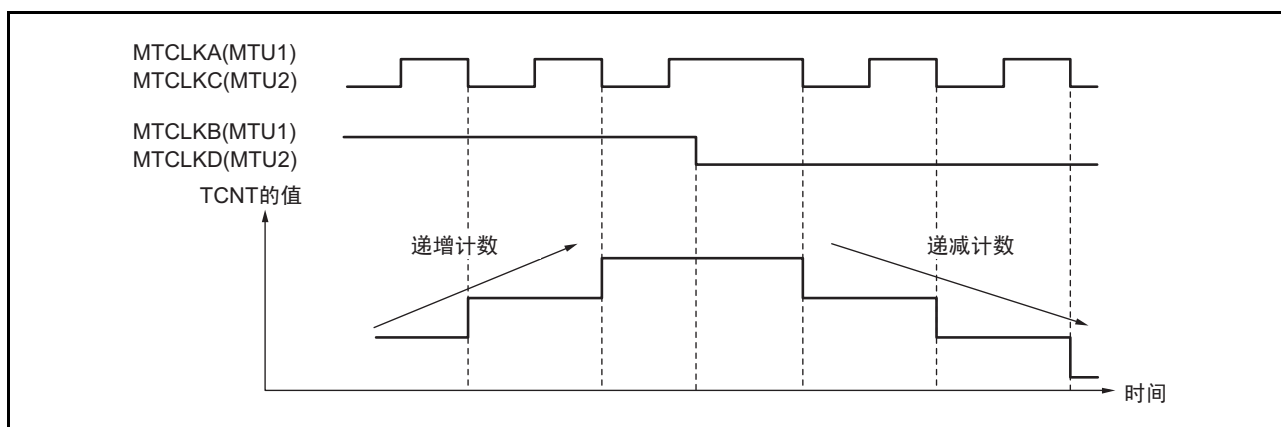 MTCLKA(MTU1)
MTCLKC(MTU2)
MTCLKB(MTU1)
MTCLKD(MTU2)
TCNT的值
递增计数
递减计数
时间